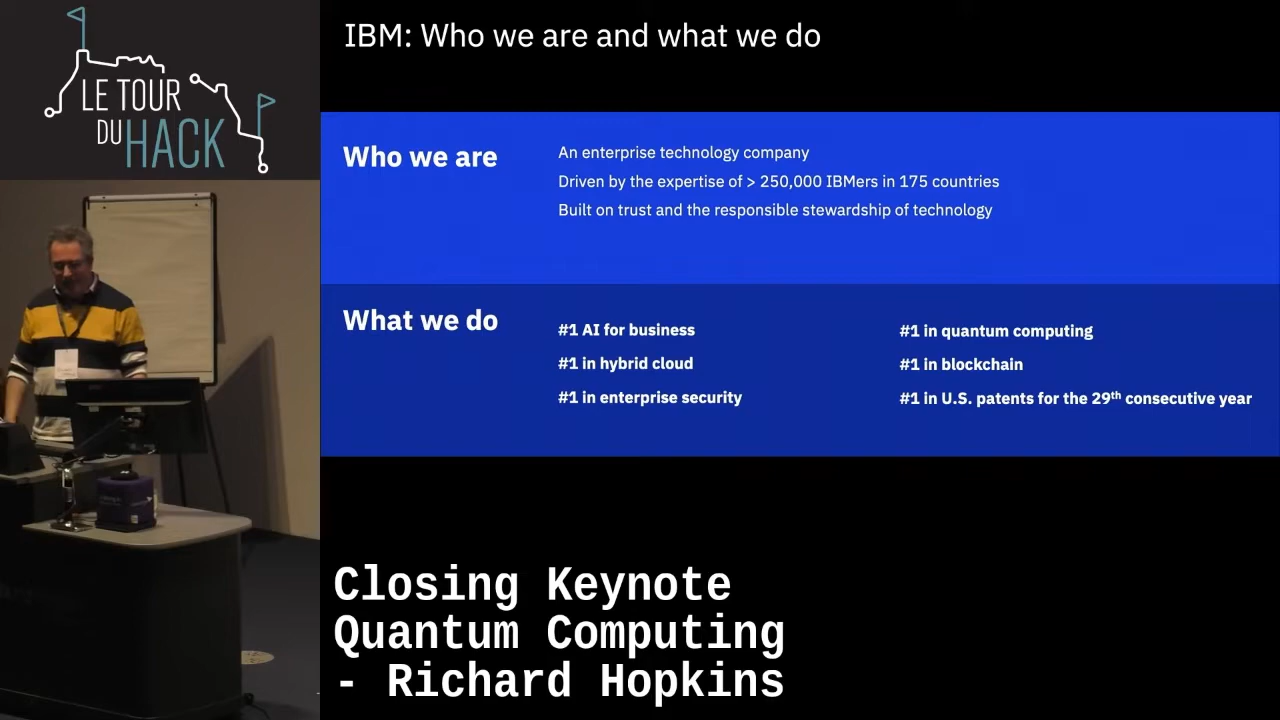 LE TOUR
DU HACK
IBM: Who we are and what we do
Who we are
An enterprise technology company
Driven by the expertise of > 250,000 IBMers in 175 countries
Built on trust and the responsible stewardship of technology
What we do
#1 AI for business
#1 in hybrid cloud
#1 in enterprise security
#1 in quantum computing
#1 in blockchain
#1 in U.S. patents for the 29th consecutive year
Closing Keynote
Quantum Computing
- Richard Hopkins